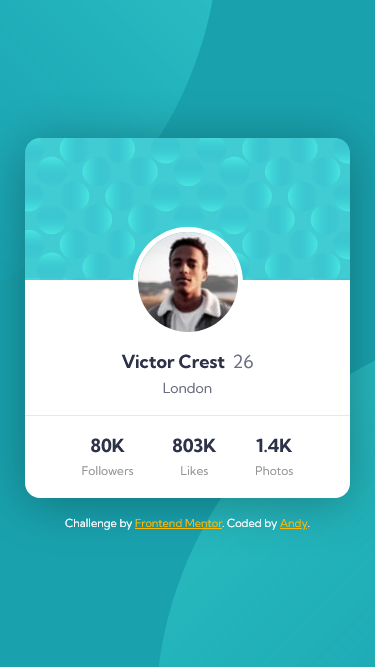 Victor Crest 26
London
80K 803K 1.4K
Followers Likes Photos
Challenge by Frontend Mentor. Coded by Andy.